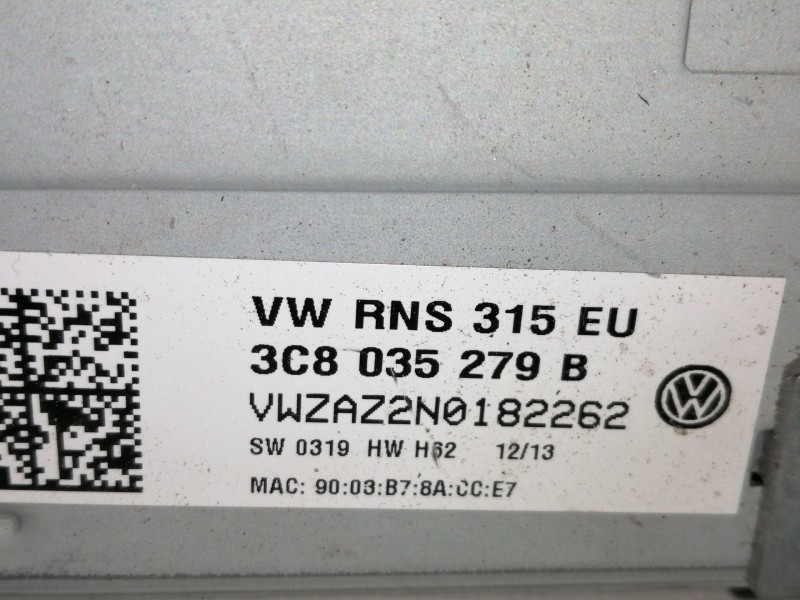 VW RNS 315 EU
3C8 035 279 B
VWZAZ2N0182262
SW 0319 HW H62 12/13
MAC: 90:03:B7:8A:CC:E7